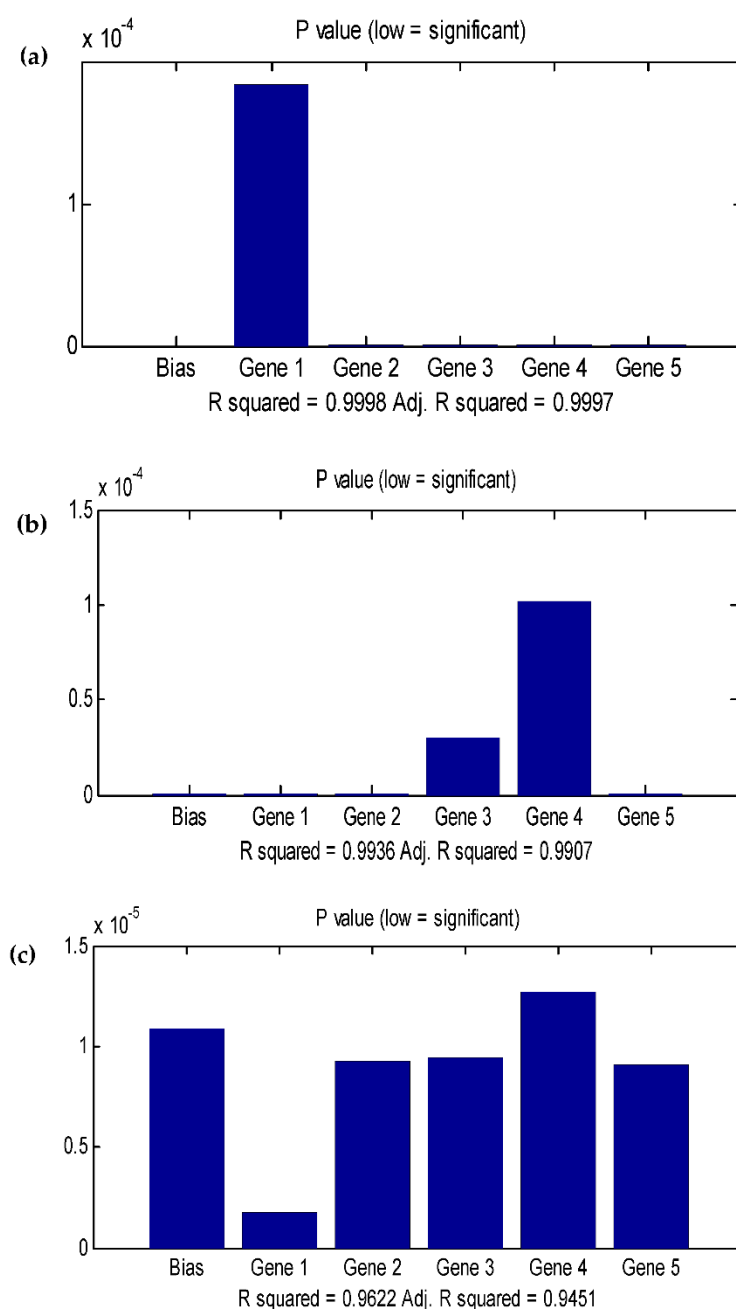 (a)
x 10^-4
P value (low = significant)
1
0
Bias Gene 1 Gene 2 Gene 3 Gene 4 Gene 5
R squared = 0.9998 Adj. R squared = 0.9997
(b)
x 10^-4
P value (low = significant)
1.5
1
0.5
0
Bias Gene 1 Gene 2 Gene 3 Gene 4 Gene 5
R squared = 0.9936 Adj. R squared = 0.9907
(c)
x 10^-5
P value (low = significant)
1.5
1
0.5
0
Bias Gene 1 Gene 2 Gene 3 Gene 4 Gene 5
R squared = 0.9622 Adj. R squared = 0.9451